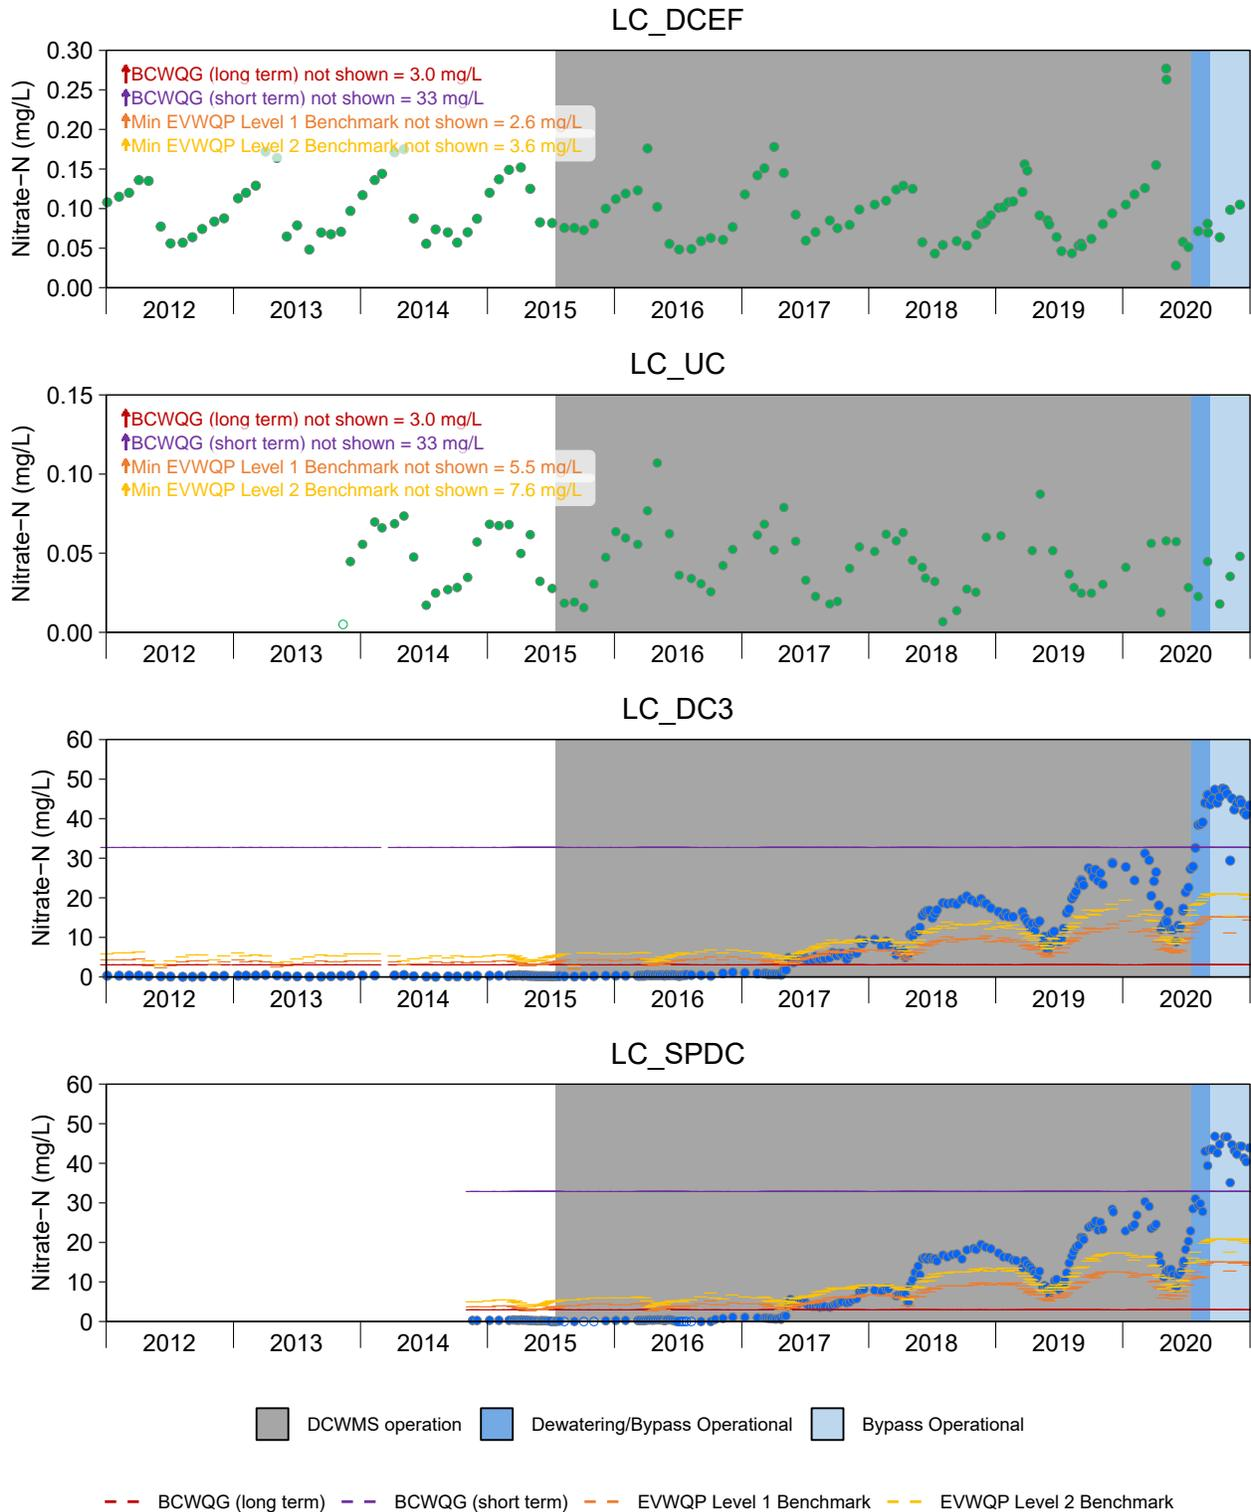 LC_DCEF
Nitrate−N (mg/L)
0.30
0.25
0.20
0.15
0.10
0.05
0.00
BCWQG (long term) not shown = 3.0 mg/L
BCWQG (short term) not shown = 33 mg/L
Min EVWQP Level 1 Benchmark not shown = 2.6 mg/L
Min EVWQP Level 2 Benchmark not shown = 3.6 mg/L
2012 2013 2014 2015 2016 2017 2018 2019 2020
LC_UC
Nitrate−N (mg/L)
0.15
0.10
0.05
0.00
BCWQG (long term) not shown = 3.0 mg/L
BCWQG (short term) not shown = 33 mg/L
Min EVWQP Level 1 Benchmark not shown = 5.5 mg/L
Min EVWQP Level 2 Benchmark not shown = 7.6 mg/L
2012 2013 2014 2015 2016 2017 2018 2019 2020
LC_DC3
Nitrate−N (mg/L)
60
50
40
30
20
10
0
2012 2013 2014 2015 2016 2017 2018 2019 2020
LC_SPDC
Nitrate−N (mg/L)
60
50
40
30
20
10
0
2012 2013 2014 2015 2016 2017 2018 2019 2020
DCWMS operation Dewatering/Bypass Operational Bypass Operational
BCWQG (long term) BCWQG (short term) EVWQP Level 1 Benchmark EVWQP Level 2 Benchmark